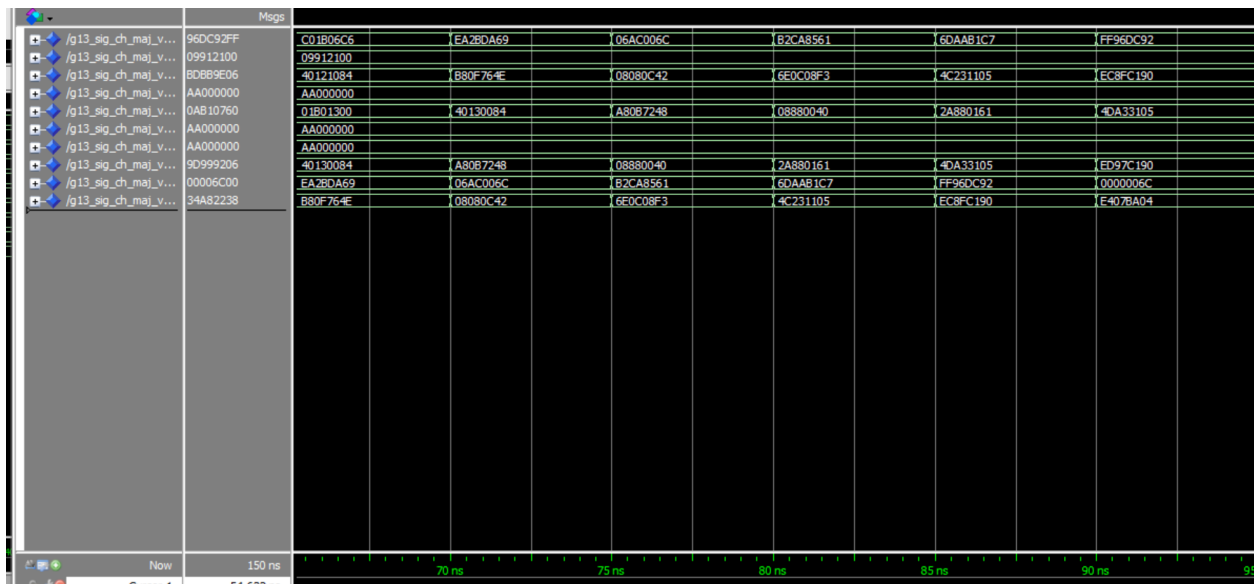 Msgs
/g13_sig_ch_maj_v... 96DC92FF C01B06C6 EA2BDA69 06AC006C B2CA8561 6DAAB1C7 FF96DC92
/g13_sig_ch_maj_v... 09912100 09912100
/g13_sig_ch_maj_v... BDBB9E06 40121084 B80F764E 08080C42 6E0C08F3 4C231105 EC8FC190
/g13_sig_ch_maj_v... AA000000 AA000000
/g13_sig_ch_maj_v... 0AB10760 01B01300 40130084 A80B7248 08880040 2A880161 4DA33105
/g13_sig_ch_maj_v... AA000000 AA000000
/g13_sig_ch_maj_v... AA000000 AA000000
/g13_sig_ch_maj_v... 9D999206 40130084 A80B7248 08880040 2A880161 4DA33105 ED97C190
/g13_sig_ch_maj_v... 00006C00 EA2BDA69 06AC006C B2CA8561 6DAAB1C7 FF96DC92 0000006C
/g13_sig_ch_maj_v... 34A82238 B80F764E 08080C42 6E0C08F3 4C231105 EC8FC190 E407BA04
Now 150 ns
70 ns 75 ns 80 ns 85 ns 90 ns